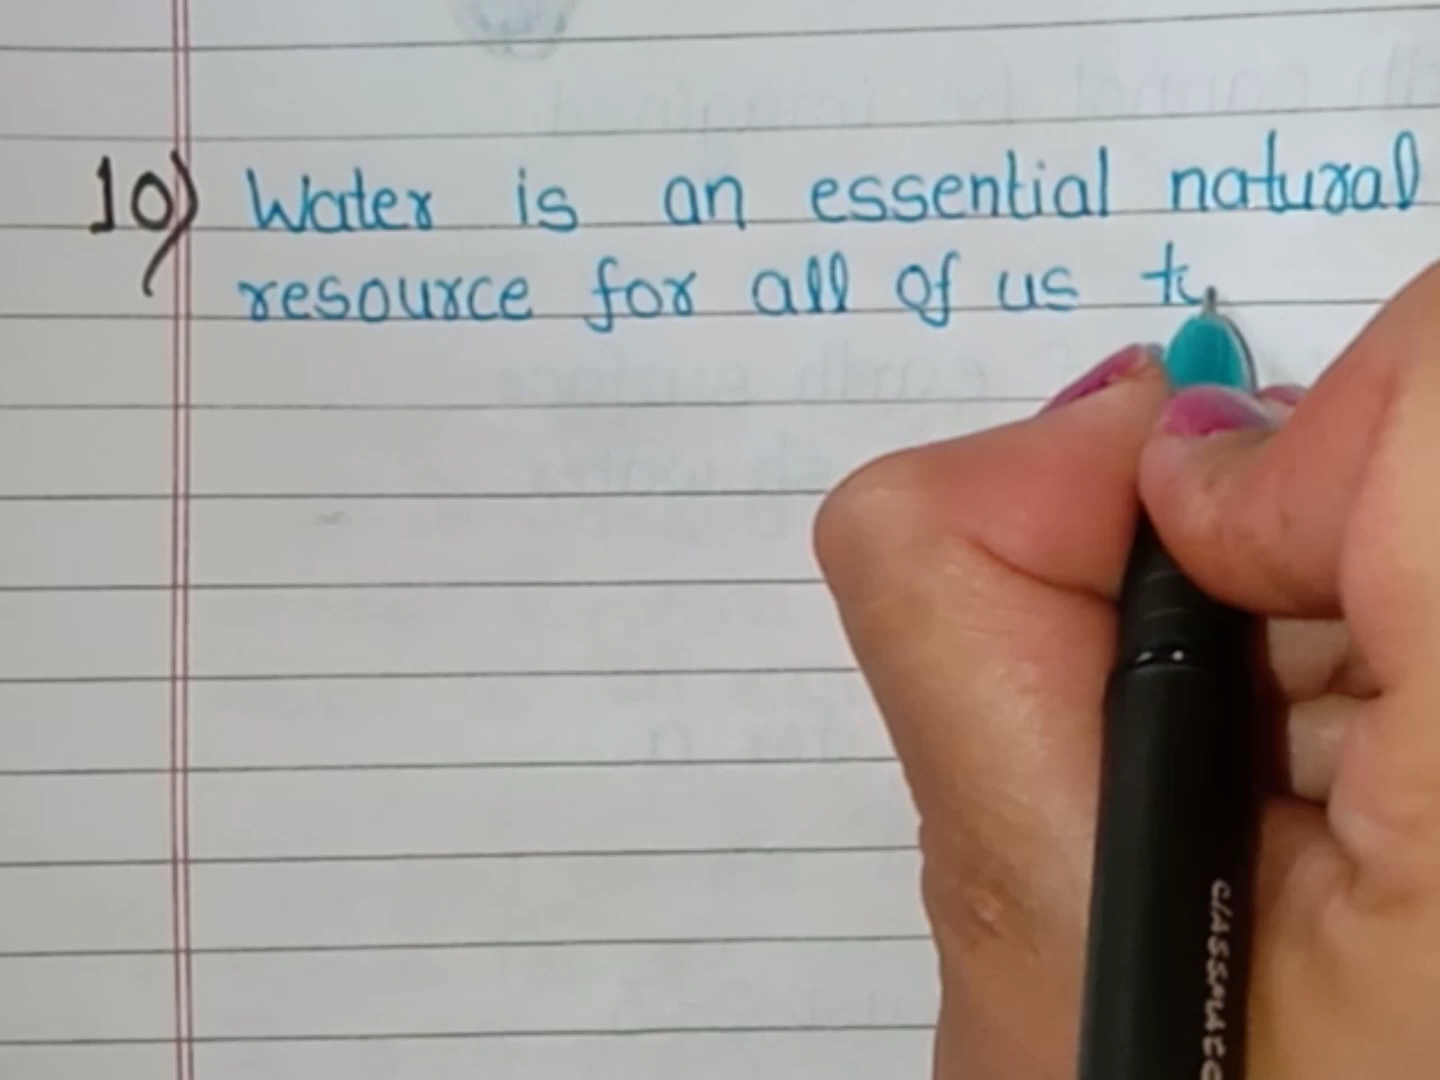 10) Water is an essential natural
resource for all of us